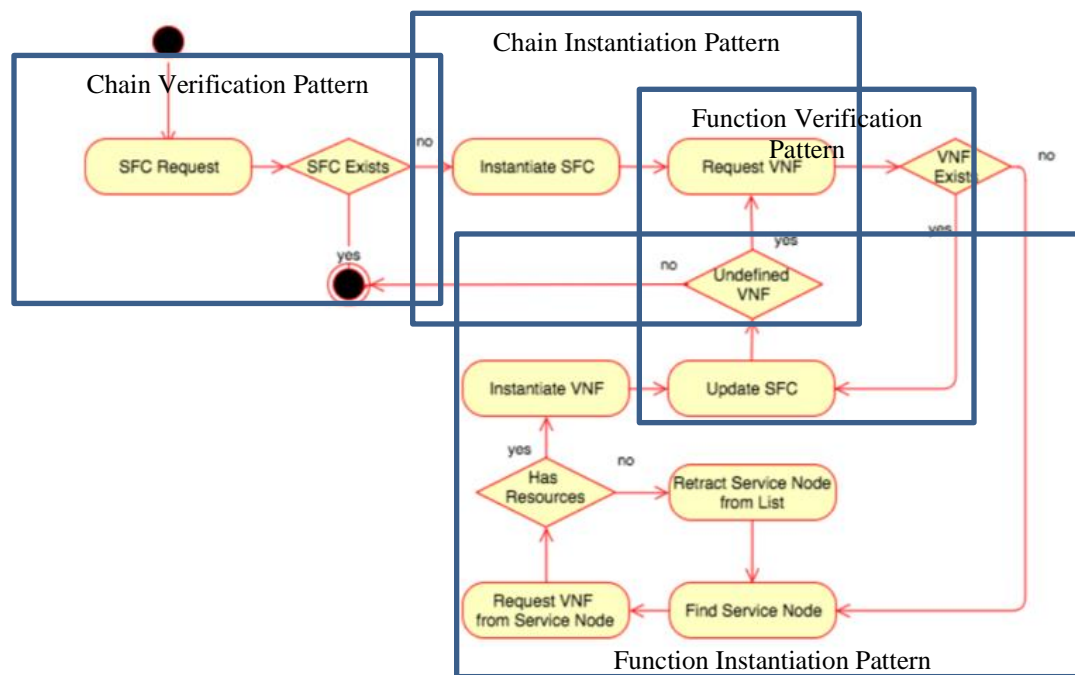 Chain Instantiation Pattern
Chain Verification Pattern
Function Verification
Pattern
SFC Request
SFC Exists
no
Instantiate SFC
Request VNF
VNF
Exists
no
yes
yes
yes
no
Undefined
VNF
Instantiate VNF
Update SFC
yes
no
Has
Resources
Retract Service Node
from List
Request VNF
from Service Node
Find Service Node
Function Instantiation Pattern